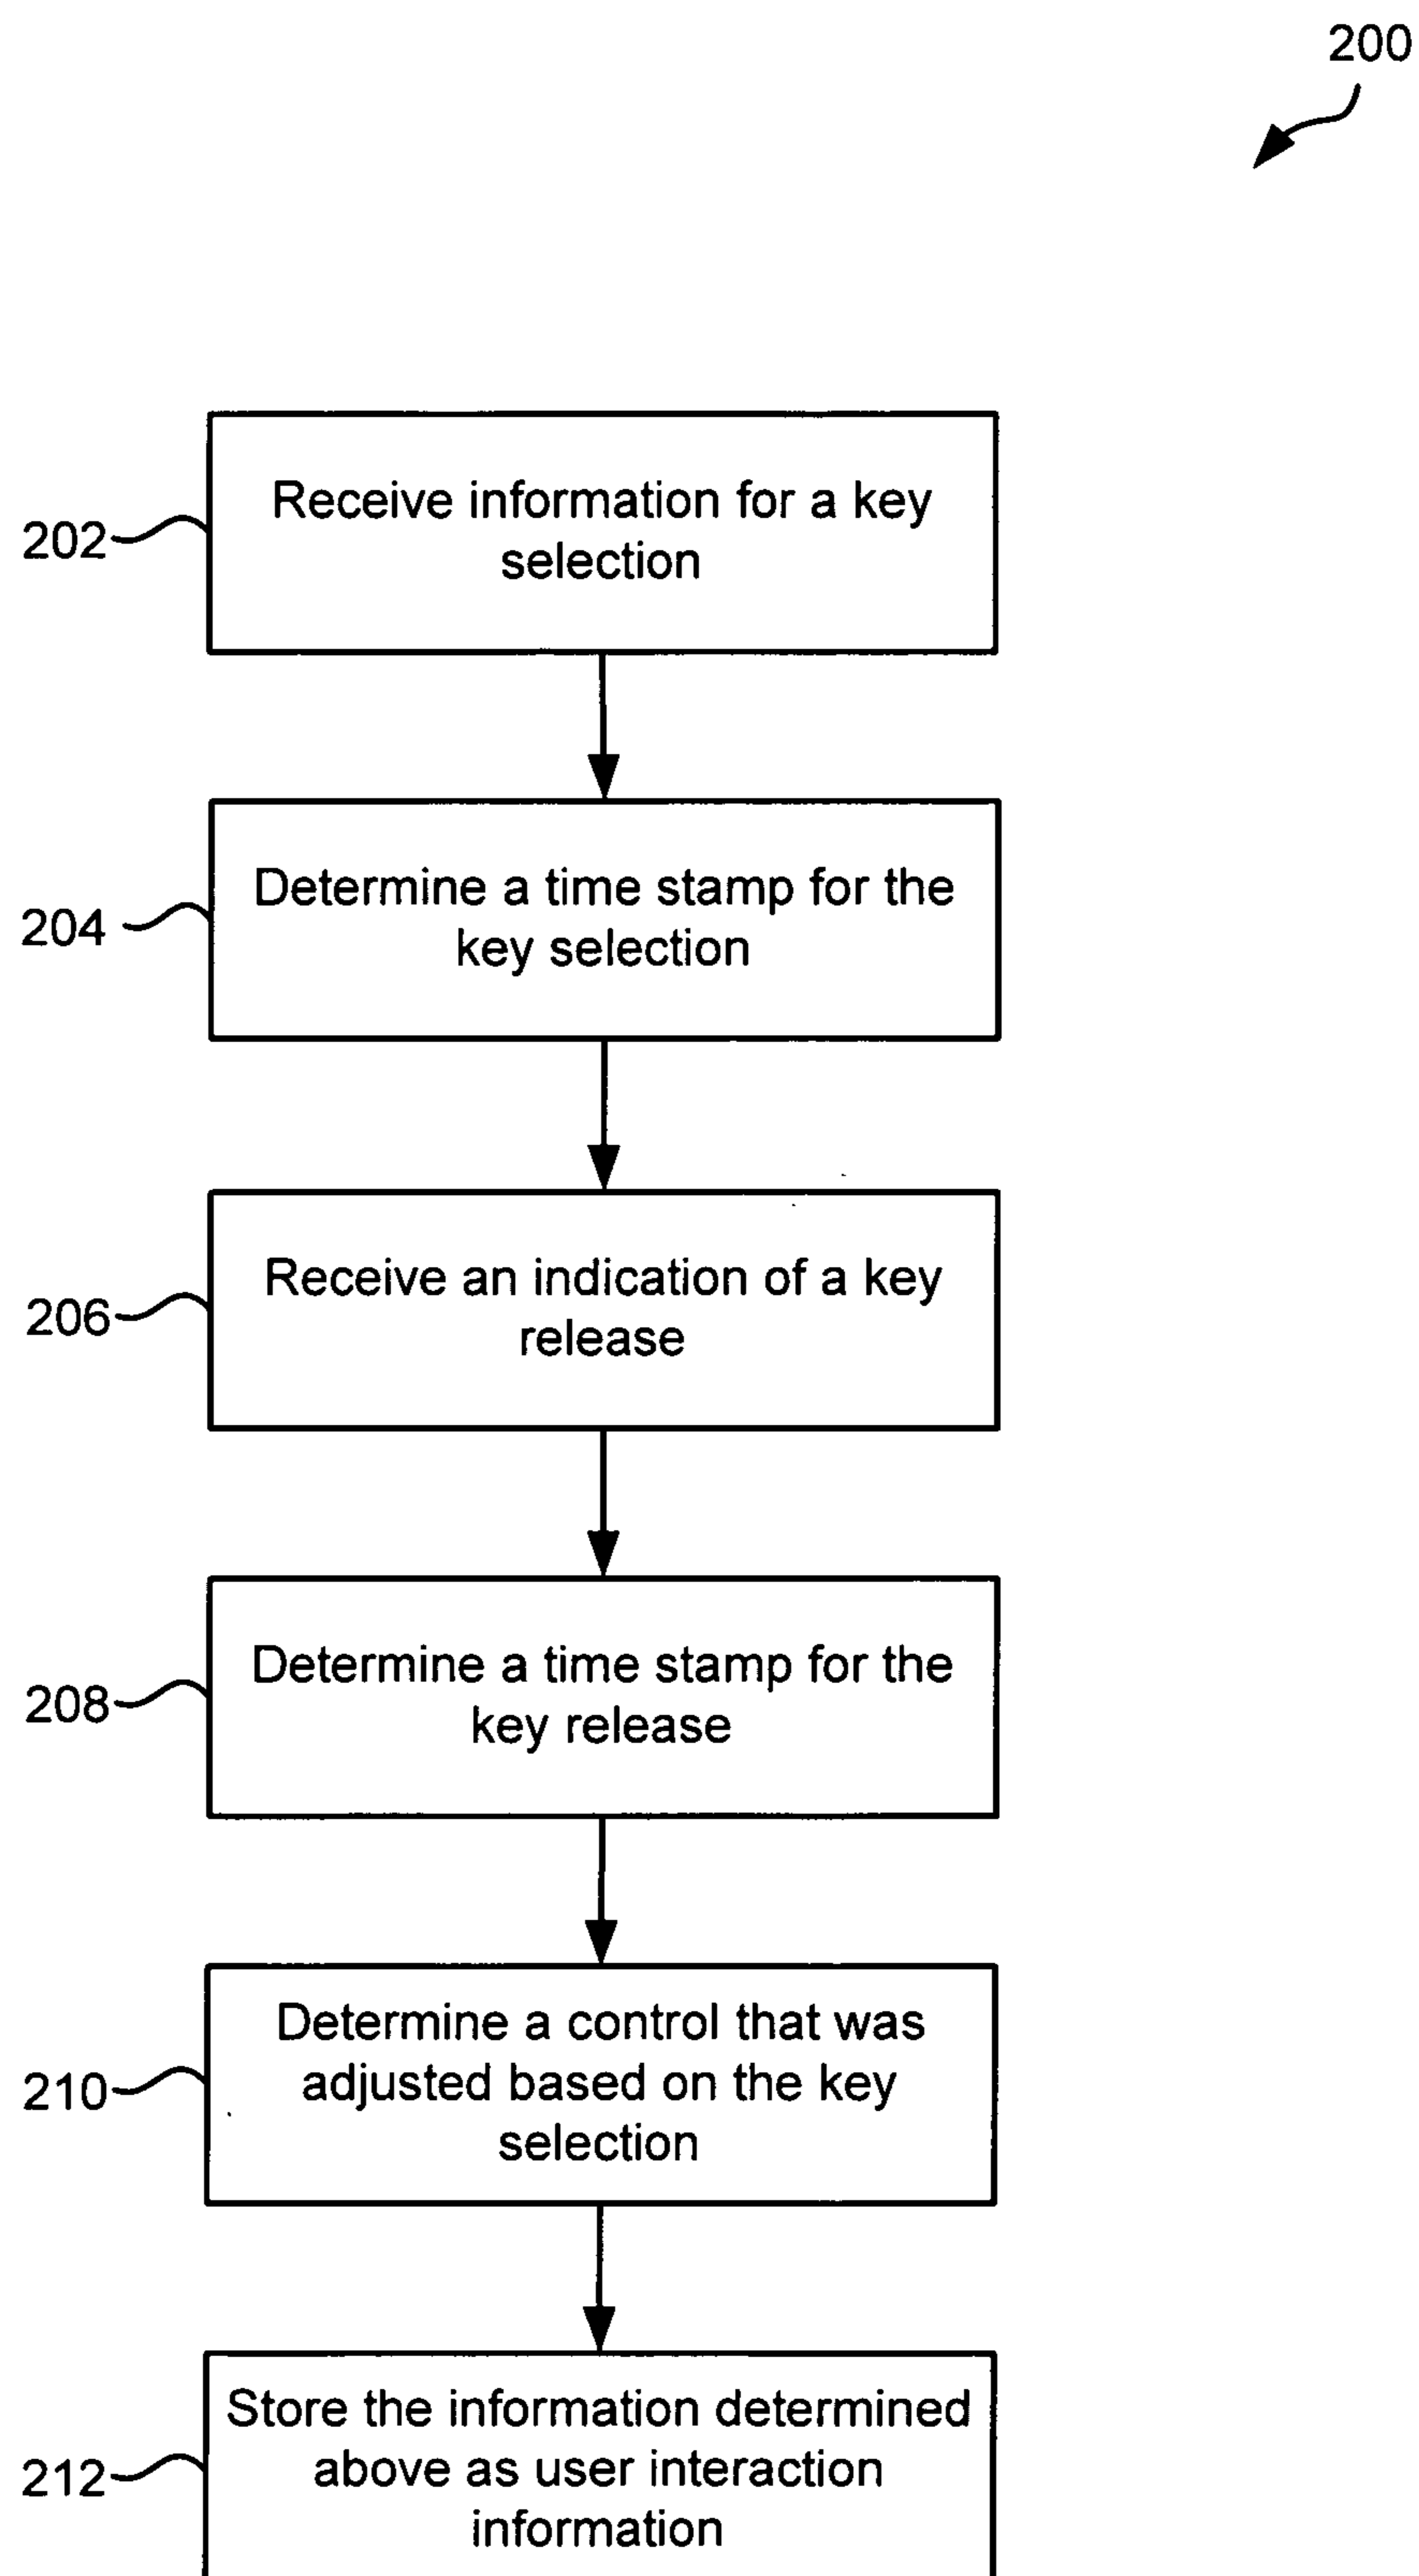 200
202
Receive information for a key
selection
204
Determine a time stamp for the
key selection
206
Receive an indication of a key
release
208
Determine a time stamp for the
key release
210
Determine a control that was
adjusted based on the key
selection
212
Store the information determined
above as user interaction
information